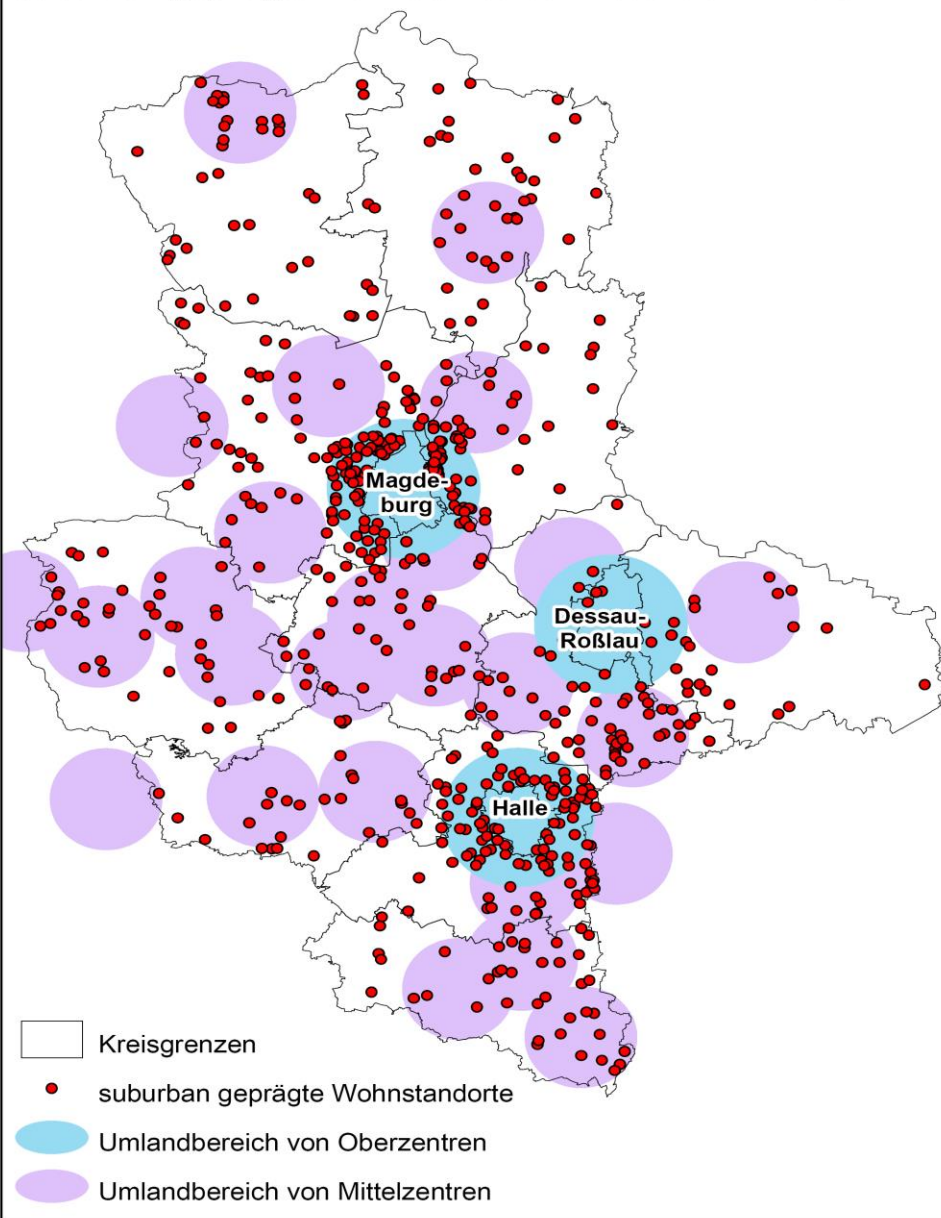 Magde-
burg
Dessau-
Roßlau
Halle
Kreisgrenzen
suburban geprägte Wohnstandorte
Umlandbereich von Oberzentren
Umlandbereich von Mittelzentren